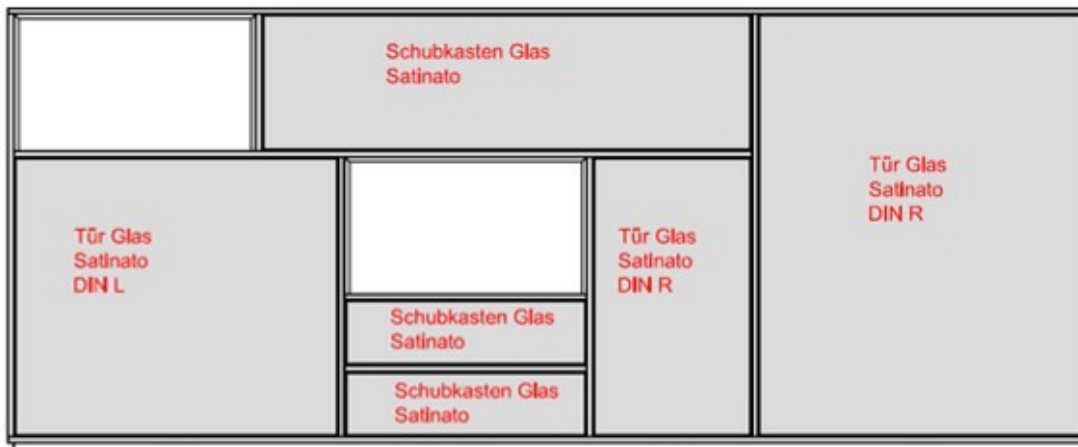 Schubkasten Glas
Satinato
Tür Glas
Satinato
DIN R
Tür Glas
Satinato
DIN L
Tür Glas
Satinato
DIN R
Schubkasten Glas
Satinato
Schubkasten Glas
Satinato